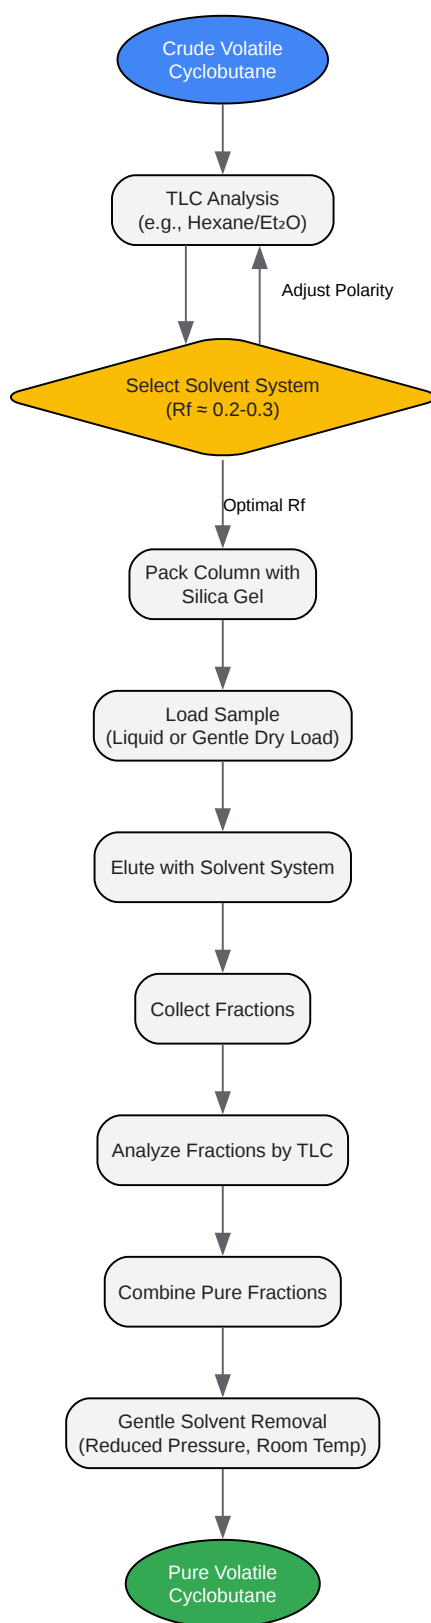 Crude Volatile
Cyclobutane
TLC Analysis
(e.g., Hexane/Et₂O)
Adjust Polarity
Select Solvent System
(Rf ≈ 0.2-0.3)
Optimal Rf
Pack Column with
Silica Gel
Load Sample
(Liquid or Gentle Dry Load)
Elute with Solvent System
Collect Fractions
Analyze Fractions by TLC
Combine Pure Fractions
Gentle Solvent Removal
(Reduced Pressure, Room Temp)
Pure Volatile
Cyclobutane